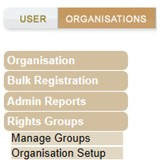 USER ORGANISATIONS
Organisation
Bulk Registration
Admin Reports
Rights Groups
Manage Groups
Organisation Setup